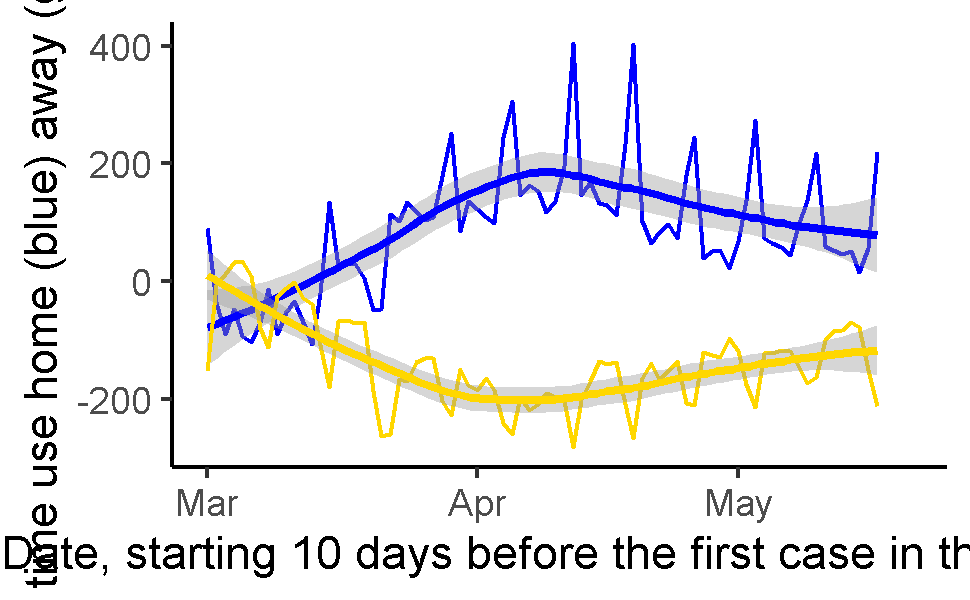 time use home (blue) away (
400
200
0
-200
Mar Apr May
Date, starting 10 days before the first case in th